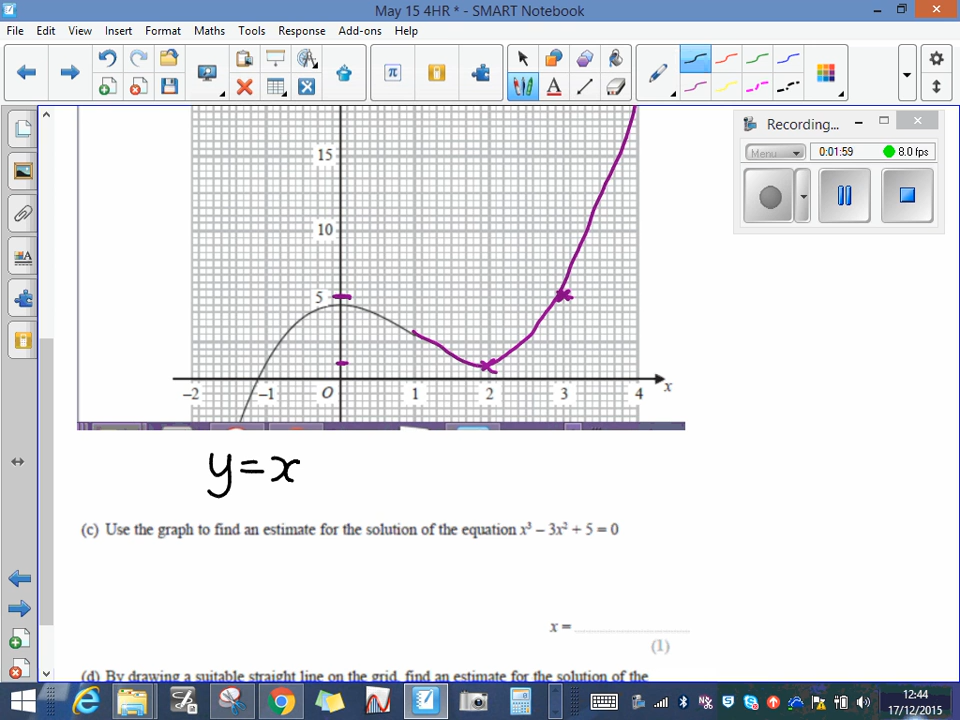 May 15 4HR * - SMART Notebook
File Edit View Insert Format Maths Tools Response Add-ons Help
π
A
Recording...
Menu 0:01:59 8.0 fps
15
10
5
-2 -1 O 1 2 3 4 x
y=x
(c) Use the graph to find an estimate for the solution of the equation x³ – 3x² + 5 = 0
x =
(1)
(d) By drawing a suitable straight line on the grid, find an estimate for the solution of the
12:44
17/12/2015